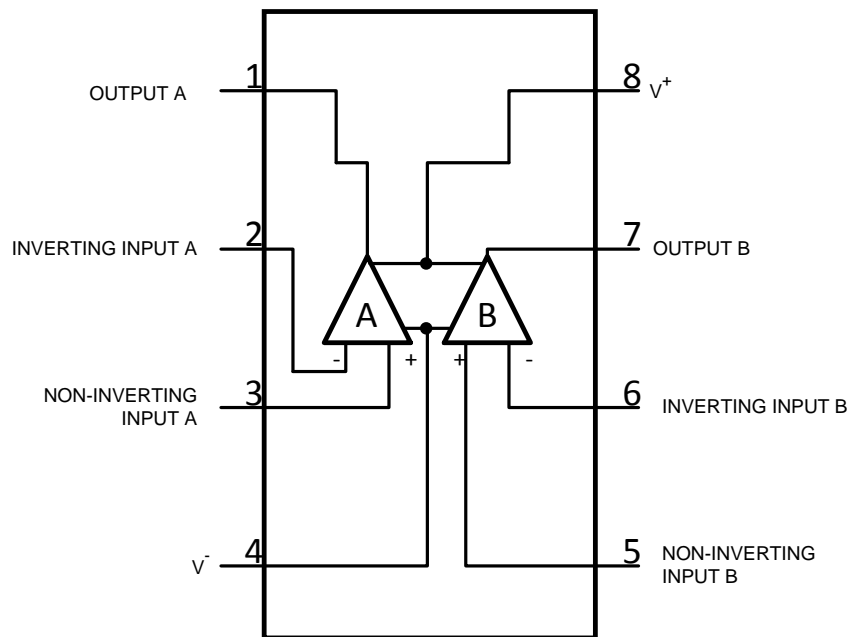 1
OUTPUT A
8
V+
2
INVERTING INPUT A
7
OUTPUT B
A
B
-
+
+
-
3
NON-INVERTING
INPUT A
6
INVERTING INPUT B
4
V-
5
NON-INVERTING
INPUT B